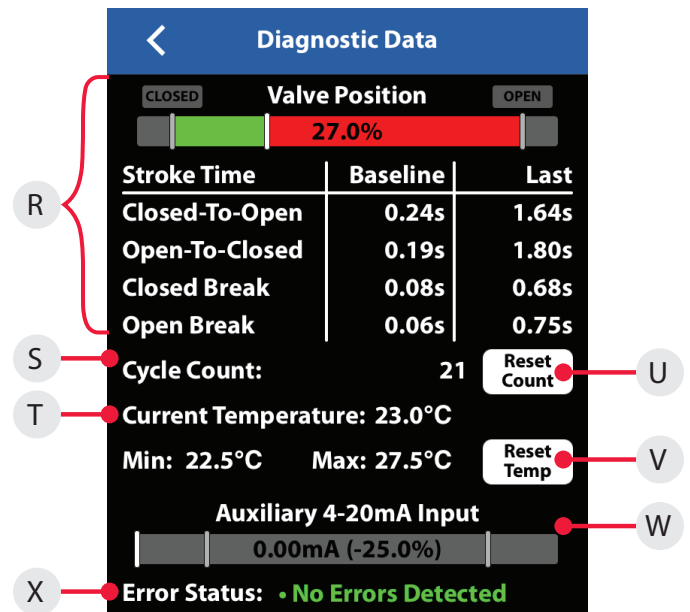 Diagnostic Data
CLOSED Valve Position OPEN
27.0%
Stroke Time Baseline Last
Closed-To-Open 0.24s 1.64s
R
Open-To-Closed 0.19s 1.80s
Closed Break 0.08s 0.68s
Open Break 0.06s 0.75s
S Cycle Count: 21 Reset Count U
T Current Temperature: 23.0°C
Min: 22.5°C Max: 27.5°C Reset Temp V
Auxiliary 4-20mA Input W
0.00mA (-25.0%)
X Error Status: • No Errors Detected